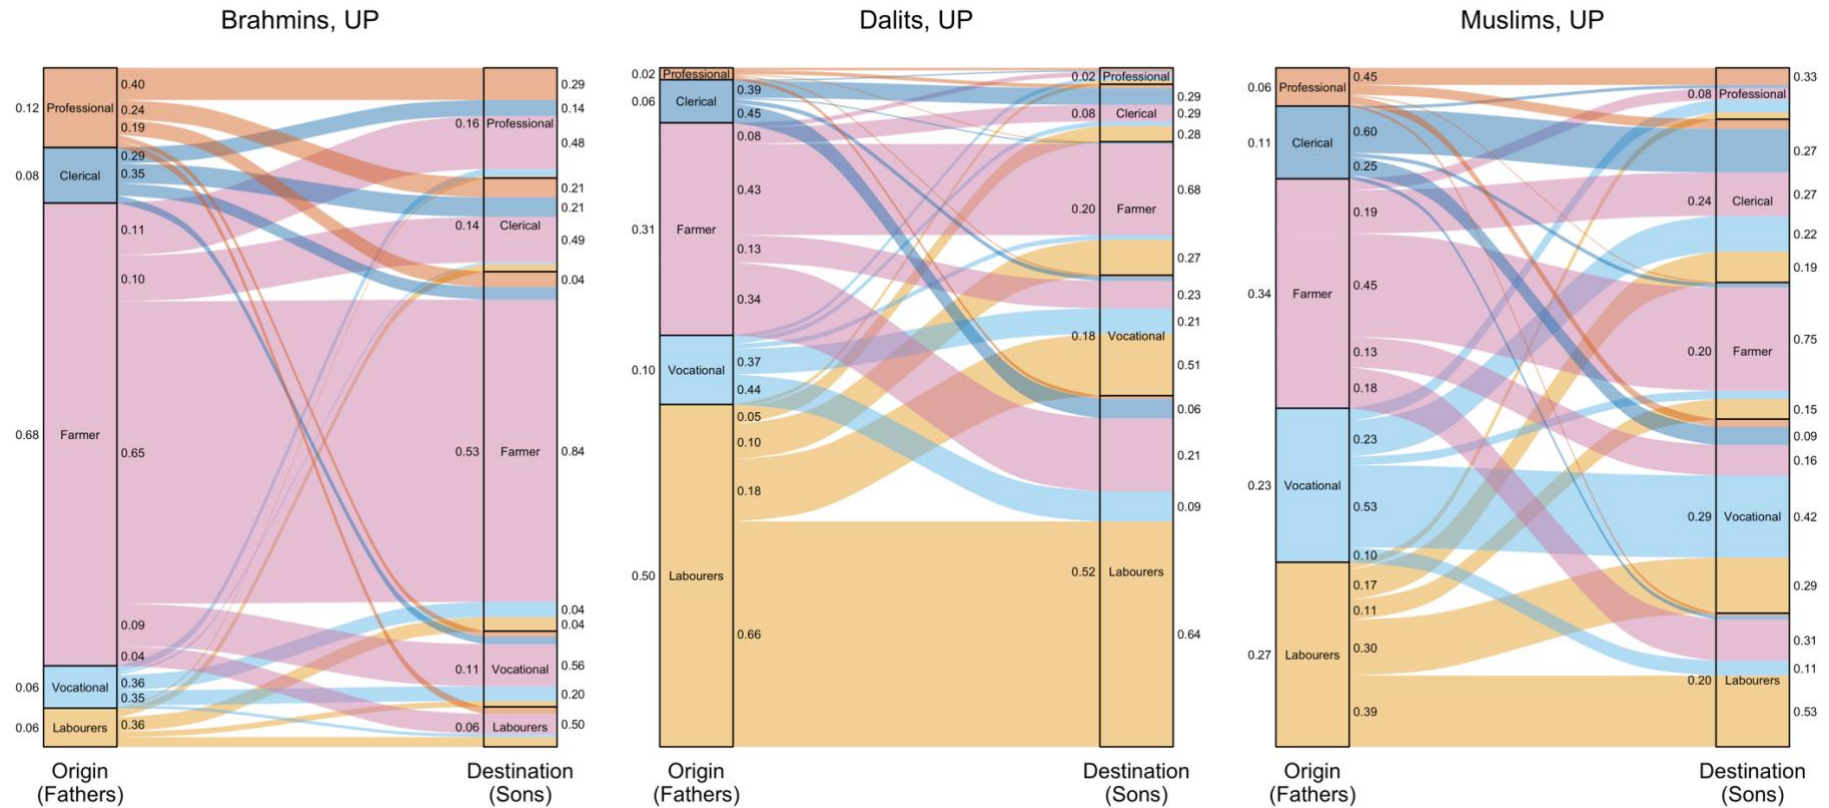 Brahmins, UP
0.12
Professional
0.40
0.24
0.19
0.08
Clerical
0.29
0.35
0.68
Farmer
0.11
0.10
0.65
0.09
0.04
0.06
Vocational
0.36
0.35
0.06
Labourers
0.36
0.16
Professional
0.29
0.14
0.48
0.14
Clerical
0.21
0.21
0.49
0.53
Farmer
0.04
0.84
0.04
0.04
0.11
Vocational
0.56
0.20
0.06
Labourers
0.50
Origin
(Fathers)
Destination
(Sons)
Dalits, UP
0.02
Professional
0.06
Clerical
0.39
0.45
0.31
Farmer
0.08
0.43
0.13
0.34
0.10
Vocational
0.37
0.44
0.50
Labourers
0.05
0.10
0.18
0.66
0.02
Professional
0.08
Clerical
0.29
0.29
0.28
0.20
Farmer
0.68
0.27
0.18
Vocational
0.23
0.21
0.51
0.52
Labourers
0.06
0.21
0.09
0.64
Origin
(Fathers)
Destination
(Sons)
Muslims, UP
0.06
Professional
0.45
0.11
Clerical
0.60
0.25
0.34
Farmer
0.19
0.45
0.13
0.18
0.23
Vocational
0.23
0.53
0.10
0.27
Labourers
0.17
0.11
0.30
0.39
0.08
Professional
0.33
0.24
Clerical
0.27
0.27
0.22
0.19
0.20
Farmer
0.75
0.15
0.29
Vocational
0.09
0.16
0.42
0.29
0.20
Labourers
0.31
0.11
0.53
Origin
(Fathers)
Destination
(Sons)